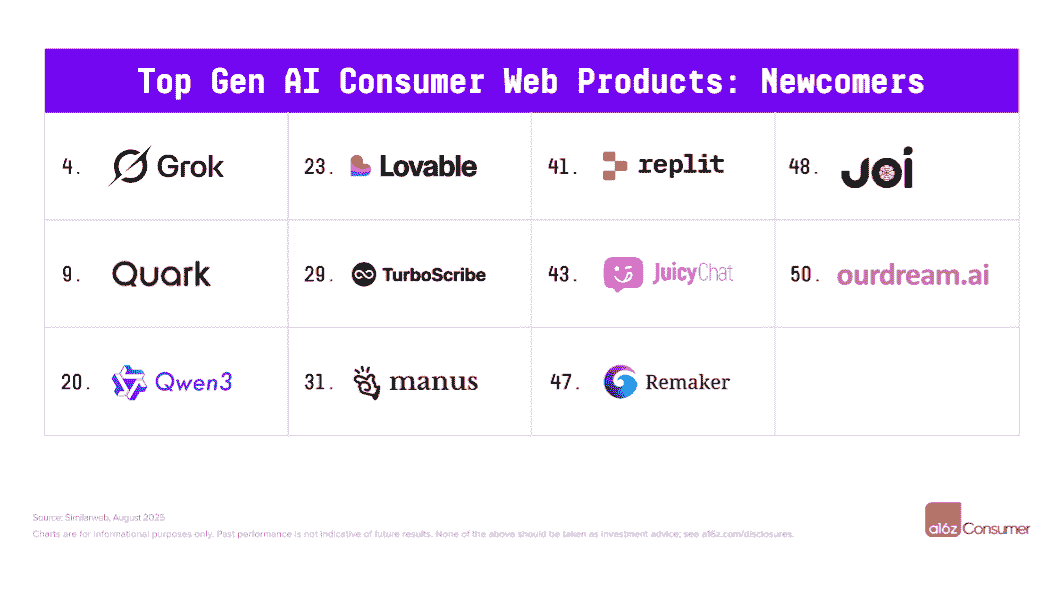 Top Gen AI Consumer Web Products: Newcomers
4. Grok
23. Lovable
41. replit
48. JOI
9. Quark
29. TurboScribe
43. JuicyChat
50. ourdream.ai
20. Qwen3
31. manus
47. Remaker
Source: Similarweb, August 2025
Charts are for informational purposes only. Past performance is not indicative of future results. None of the above should be taken as investment advice; see a16z.com/disclosures.
a16z Consumer